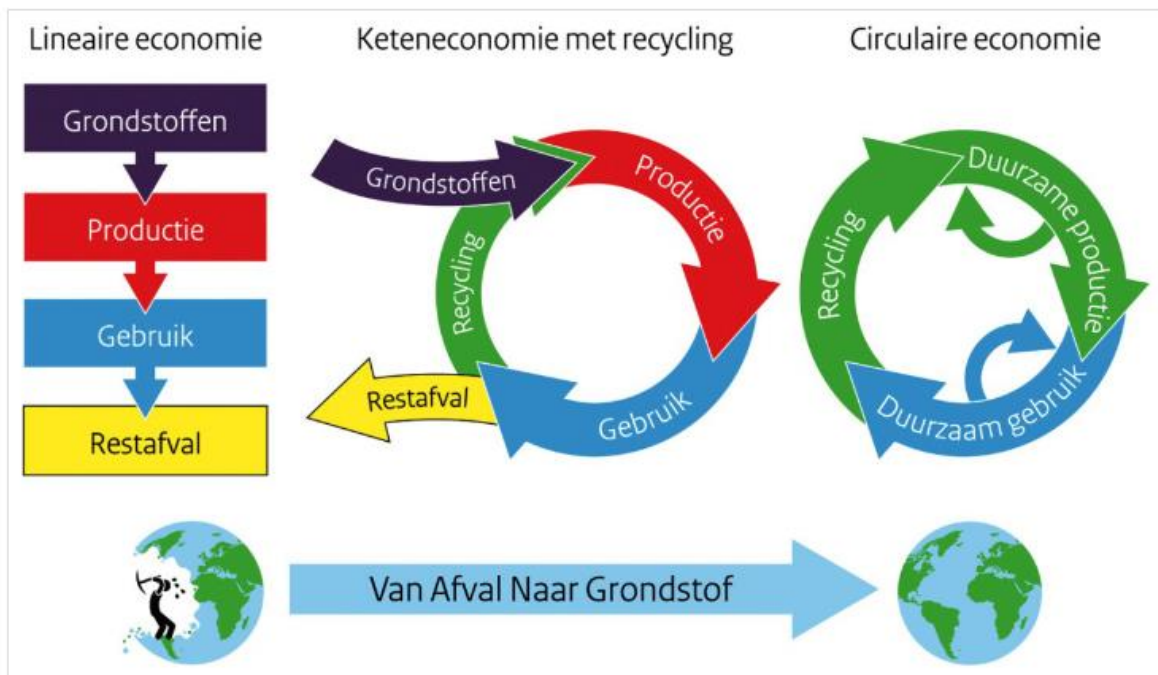 Lineaire economie
Grondstoffen
Productie
Gebruik
Restafval
Keteneconomie met recycling
Grondstoffen
Productie
Gebruik
Recycling
Restafval
Circulaire economie
Duurzame productie
Duurzaam gebruik
Recycling
Van Afval Naar Grondstof